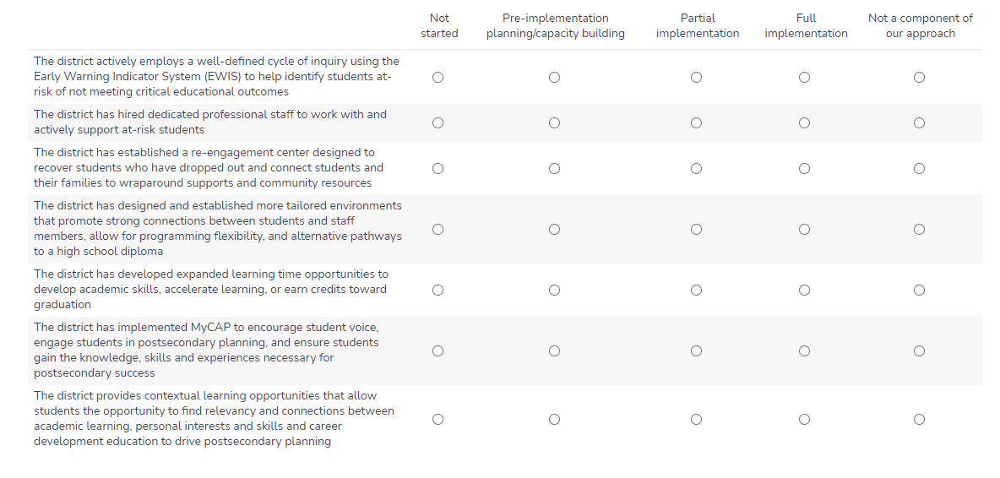 Not started
Pre-implementation planning/capacity building
Partial implementation
Full implementation
Not a component of our approach
The district actively employs a well-defined cycle of inquiry using the
Early Warning Indicator System (EWIS) to help identify students at-
risk of not meeting critical educational outcomes
The district has hired dedicated professional staff to work with and
actively support at-risk students
The district has established a re-engagement center designed to
recover students who have dropped out and connect students and
their families to wraparound supports and community resources
The district has designed and established more tailored environments
that promote strong connections between students and staff
members, allow for programming flexibility, and alternative pathways
to a high school diploma
The district has developed expanded learning time opportunities to
develop academic skills, accelerate learning, or earn credits toward
graduation
The district has implemented MyCAP to encourage student voice,
engage students in postsecondary planning, and ensure students
gain the knowledge, skills and experiences necessary for
postsecondary success
The district provides contextual learning opportunities that allow
students the opportunity to find relevancy and connections between
academic learning, personal interests and skills and career
development education to drive postsecondary planning